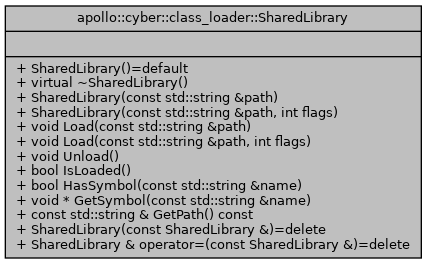 apollo::cyber::class_loader::SharedLibrary
+ SharedLibrary()=default
+ virtual ~SharedLibrary()
+ SharedLibrary(const std::string &path)
+ SharedLibrary(const std::string &path, int flags)
+ void Load(const std::string &path)
+ void Load(const std::string &path, int flags)
+ void Unload()
+ bool IsLoaded()
+ bool HasSymbol(const std::string &name)
+ void * GetSymbol(const std::string &name)
+ const std::string & GetPath() const
+ SharedLibrary(const SharedLibrary &)=delete
+ SharedLibrary & operator=(const SharedLibrary &)=delete